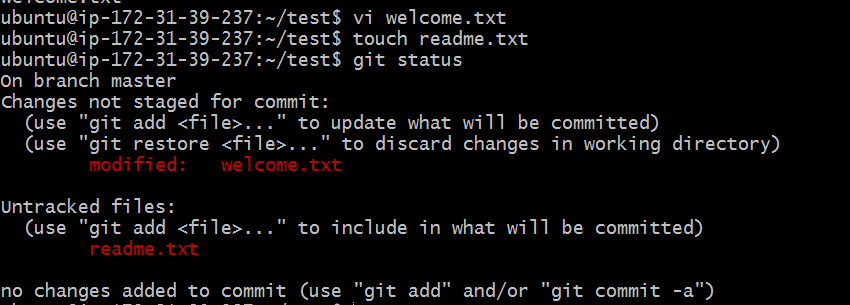 welcome.txt
ubuntu@ip-172-31-39-237:~/test$ vi welcome.txt
ubuntu@ip-172-31-39-237:~/test$ touch readme.txt
ubuntu@ip-172-31-39-237:~/test$ git status
On branch master
Changes not staged for commit:
  (use "git add <file>..." to update what will be committed)
  (use "git restore <file>..." to discard changes in working directory)
        modified:   welcome.txt

Untracked files:
  (use "git add <file>..." to include in what will be committed)
        readme.txt

no changes added to commit (use "git add" and/or "git commit -a")